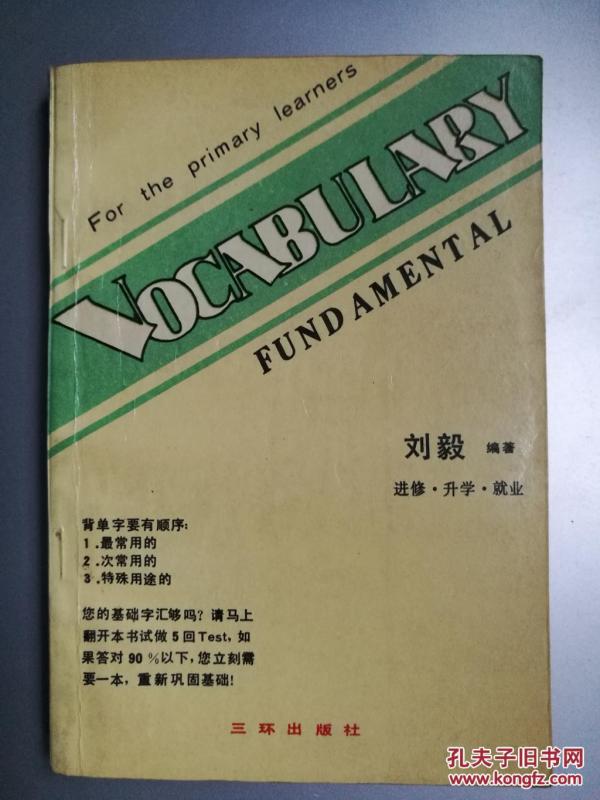 For the primary learners
VOCABULARY
FUNDAMENTAL
刘毅 编著
进修·升学·就业
背单字要有顺序:
1.最常用的
2.次常用的
3.特殊用途的
您的基础字汇够吗?请马上
翻开本书试做5回Test,如
果答对90%以下,您立刻需
要一本,重新巩固基础!
三环出版社
孔夫子旧书网
www.kongfz.com